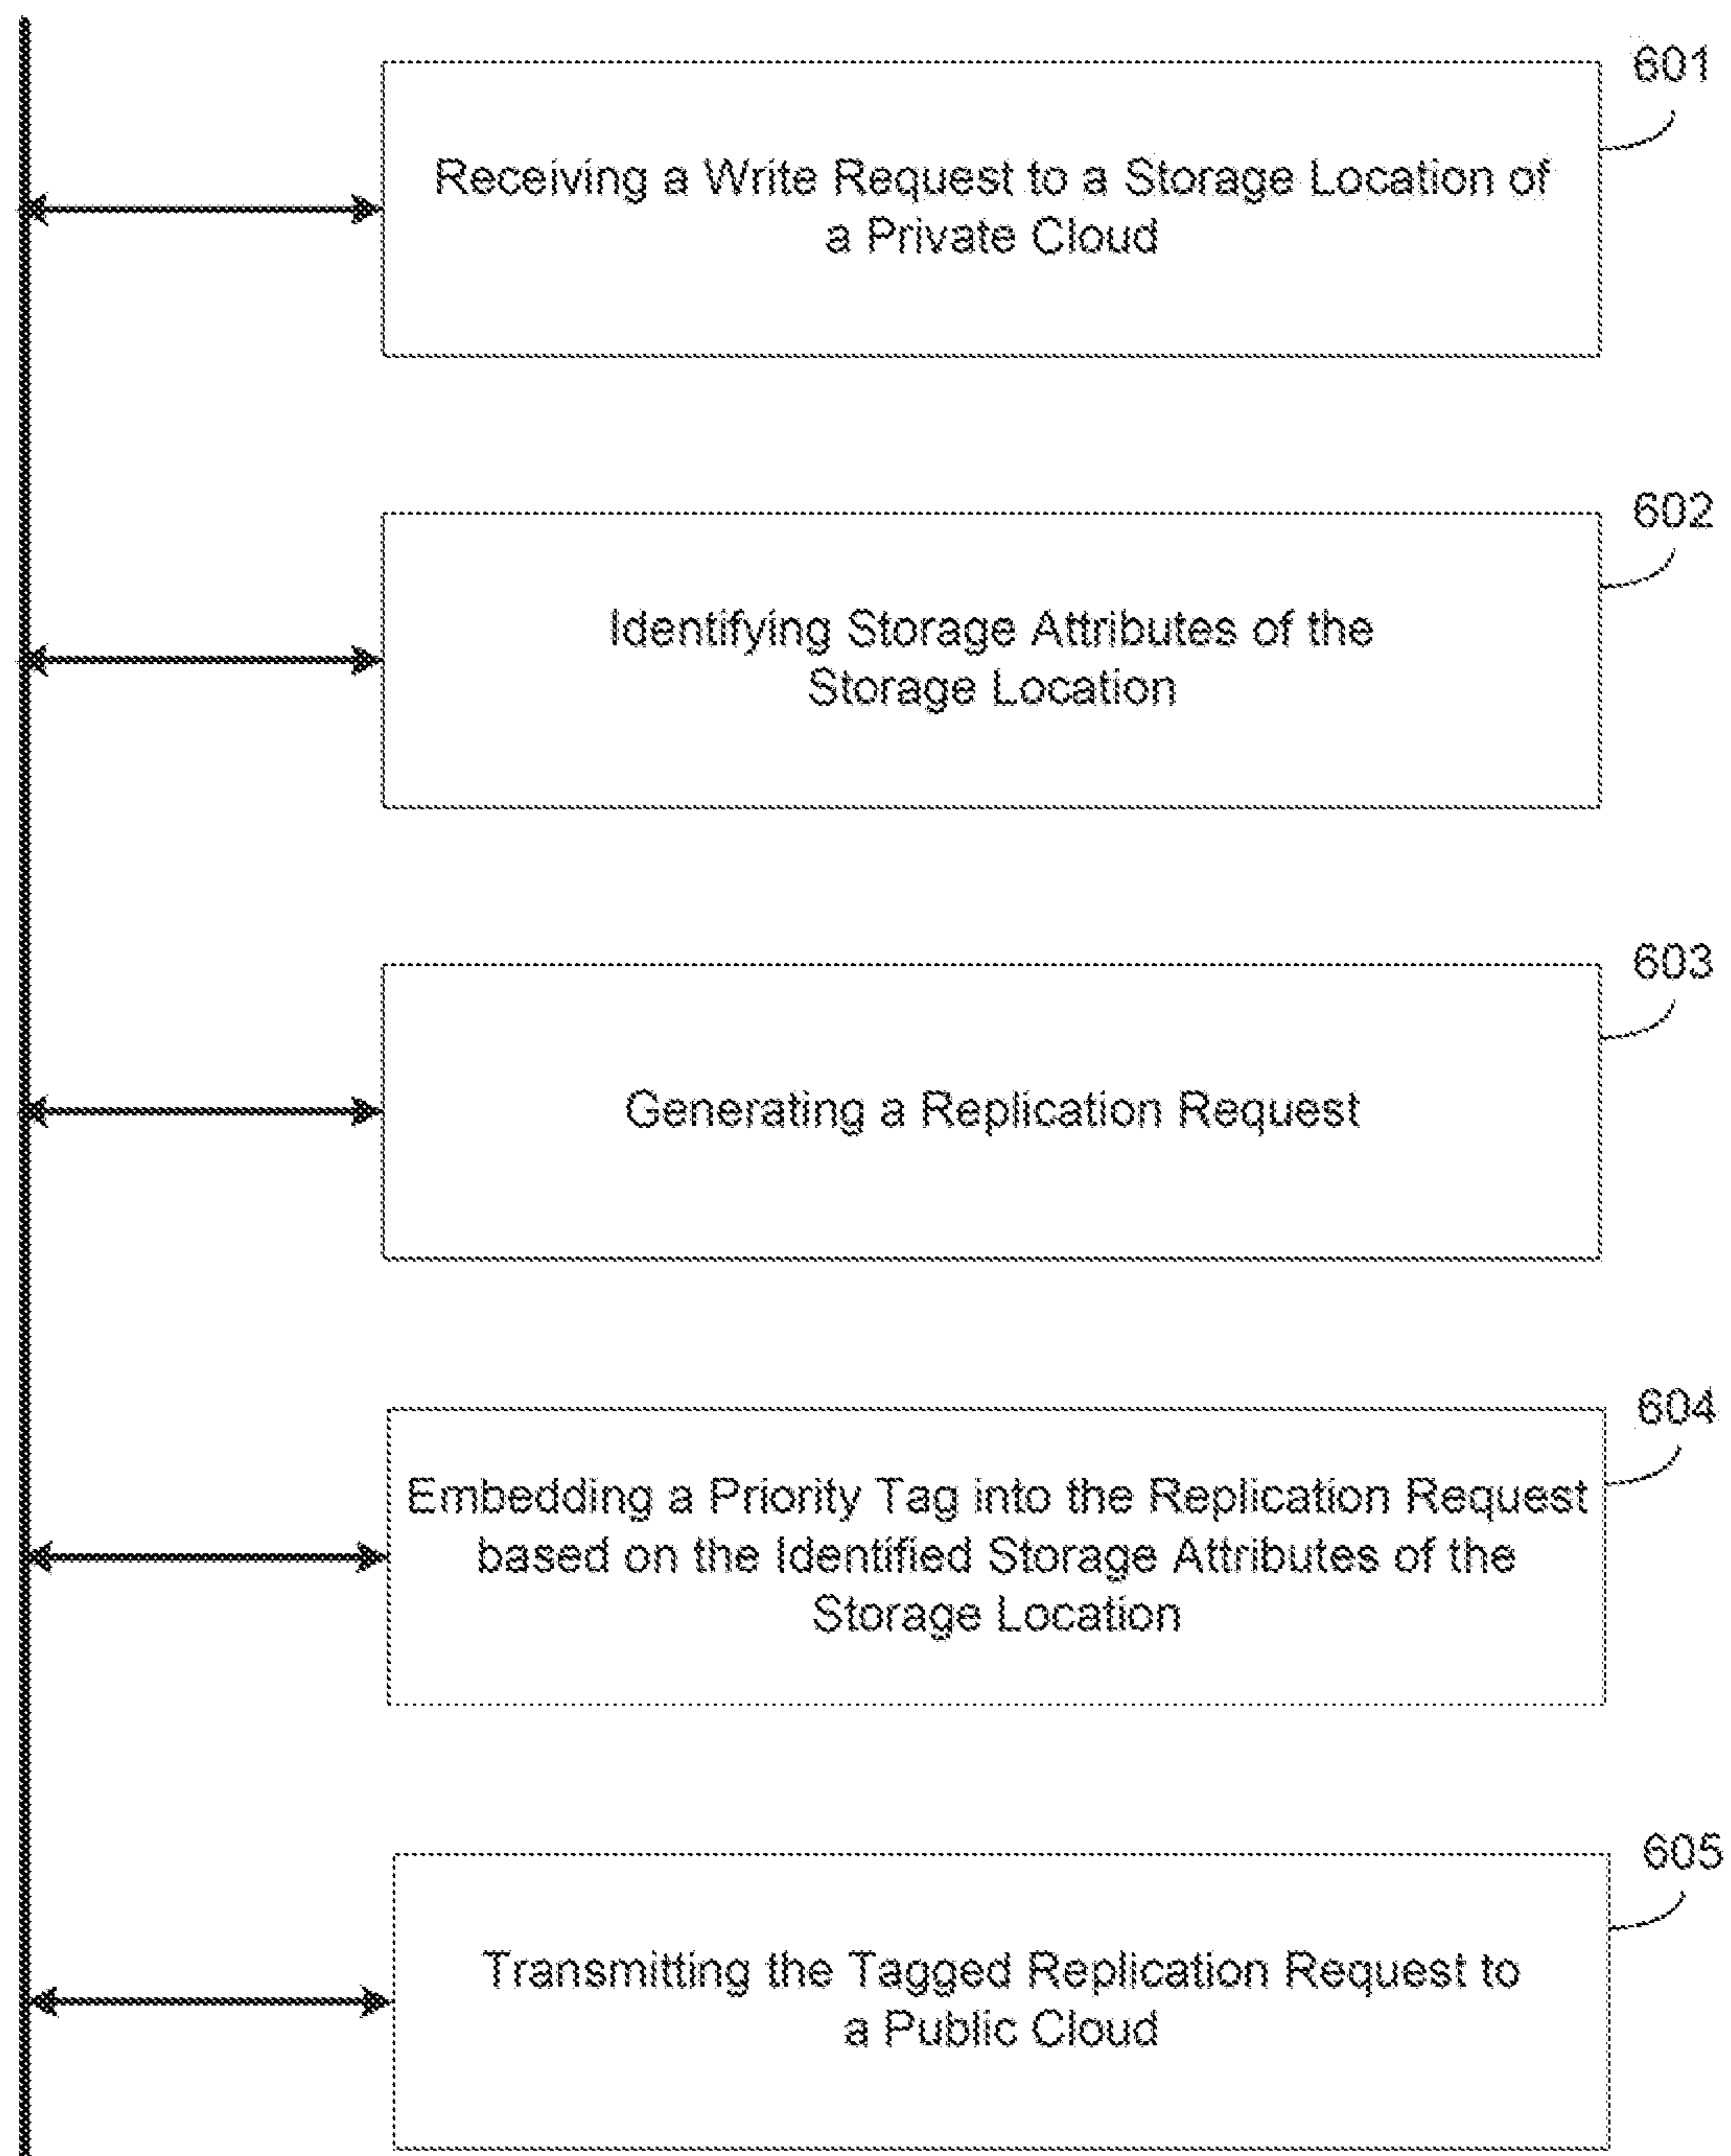 601
Receiving a Write Request to a Storage Location of
a Private Cloud
602
Identifying Storage Attributes of the
Storage Location
603
Generating a Replication Request
604
Embedding a Priority Tag into the Replication Request
based on the Identified Storage Attributes of the
Storage Location
605
Transmitting the Tagged Replication Request to
a Public Cloud